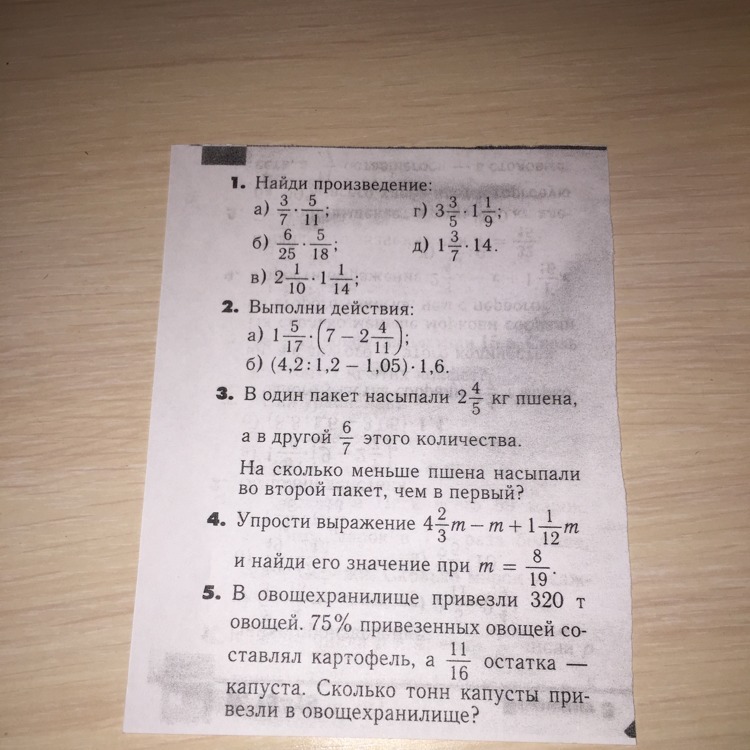 1. Найди произведение:
а) 3/7 · 5/11; г) 3 3/5 · 1 1/9;
б) 6/25 · 5/18; д) 1 3/7 · 14.
в) 2 1/10 · 1 1/14;
2. Выполни действия:
а) 1 5/17 · (7 − 2 4/11);
б) (4,2 : 1,2 − 1,05) · 1,6.
3. В один пакет насыпали 2 4/5 кг пшена,
а в другой 6/7 этого количества.
На сколько меньше пшена насыпали
во второй пакет, чем в первый?
4. Упрости выражение 4 2/3 m − m + 1 1/12 m
и найди его значение при m = 8/19.
5. В овощехранилище привезли 320 т
овощей. 75% привезенных овощей со-
ставлял картофель, а 11/16 остатка —
капуста. Сколько тонн капусты при-
везли в овощехранилище?